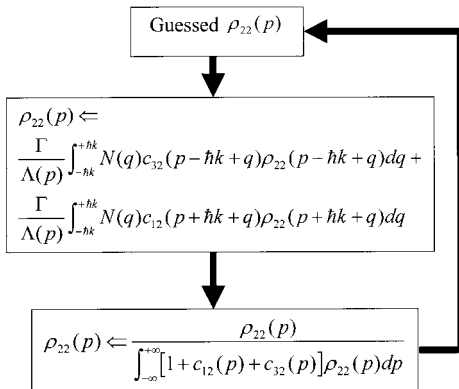 Guessed ρ₂₂(p)
ρ₂₂(p) ⇐
Γ/Λ(p) ∫₋ℏₖ⁺ℏᵏ N(q)c₃₂(p−ℏk+q)ρ₂₂(p−ℏk+q)dq +
Γ/Λ(p) ∫₋ℏₖ⁺ℏᵏ N(q)c₁₂(p+ℏk+q)ρ₂₂(p+ℏk+q)dq
ρ₂₂(p) ⇐ ρ₂₂(p) / ∫₋∞⁺∞ [1+c₁₂(p)+c₃₂(p)]ρ₂₂(p)dp